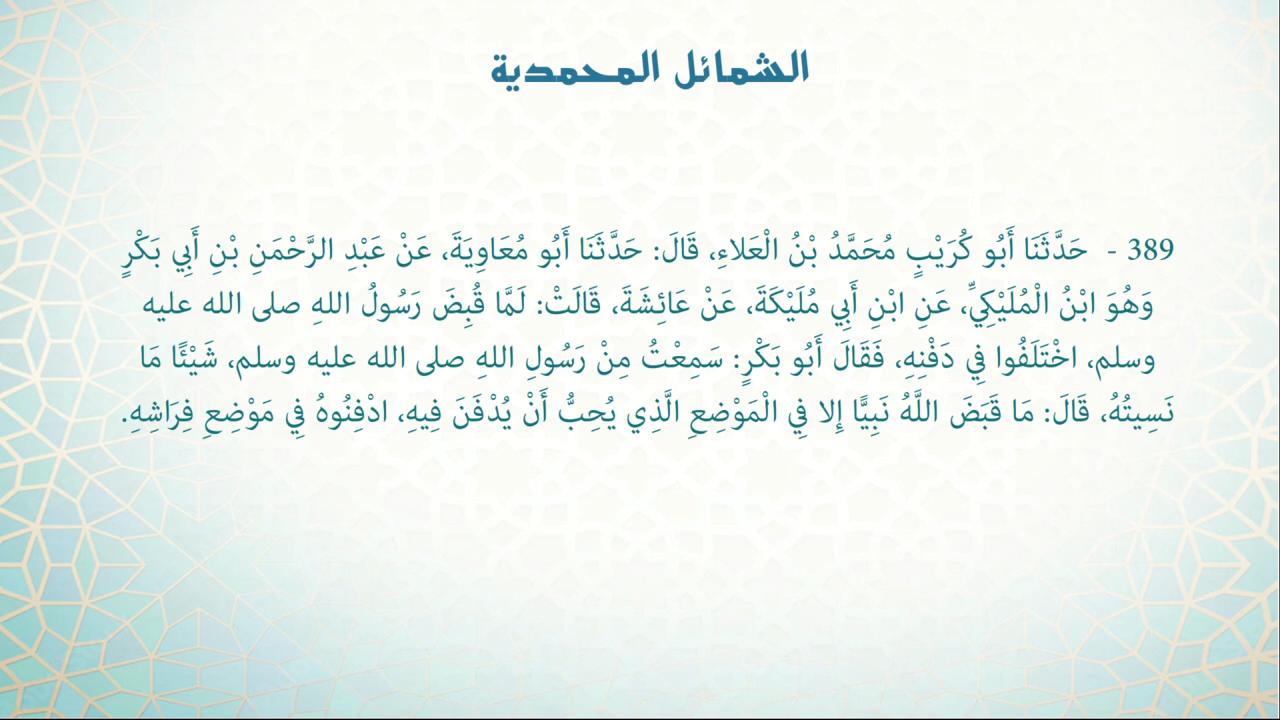 الشمائل المحمدية
389 - حَدَّثَنَا أَبُو كُرَيْبٍ مُحَمَّدُ بْنُ الْعَلاءِ، قَالَ: حَدَّثَنَا أَبُو مُعَاوِيَةَ، عَنْ عَبْدِ الرَّحْمَنِ بْنِ أَبِي بَكْرٍ
وَهُوَ ابْنُ الْمُلَيْكِيِّ، عَنِ ابْنِ أَبِي مُلَيْكَةَ، عَنْ عَائِشَةَ، قَالَتْ: لَمَّا قُبِضَ رَسُولُ اللهِ صلى الله عليه
وسلم، اخْتَلَفُوا فِي دَفْنِهِ، فَقَالَ أَبُو بَكْرٍ: سَمِعْتُ مِنْ رَسُولِ اللهِ صلى الله عليه وسلم، شَيْئًا مَا
نَسِيتُهُ، قَالَ: مَا قَبَضَ اللَّهُ نَبِيًّا إِلا فِي الْمَوْضِعِ الَّذِي يُحِبُّ أَنْ يُدْفَنَ فِيهِ، ادْفِنُوهُ فِي مَوْضِعِ فِرَاشِهِ.